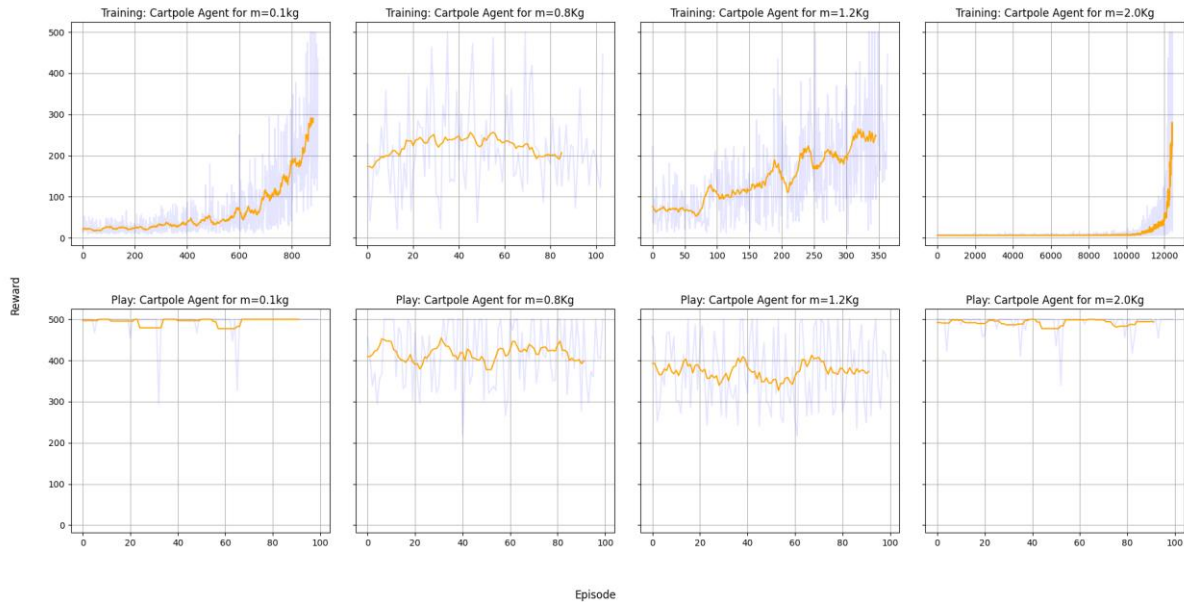 Training: Cartpole Agent for m=0.1kg
Training: Cartpole Agent for m=0.8Kg
Training: Cartpole Agent for m=1.2Kg
Training: Cartpole Agent for m=2.0Kg
500
400
300
200
100
0
0 200 400 600 800
0 20 40 60 80 100
0 50 100 150 200 250 300 350
0 2000 4000 6000 8000 10000 12000
Reward
Play: Cartpole Agent for m=0.1kg
Play: Cartpole Agent for m=0.8Kg
Play: Cartpole Agent for m=1.2Kg
Play: Cartpole Agent for m=2.0Kg
500
400
300
200
100
0
0 20 40 60 80 100
0 20 40 60 80 100
0 20 40 60 80 100
0 20 40 60 80 100
Episode